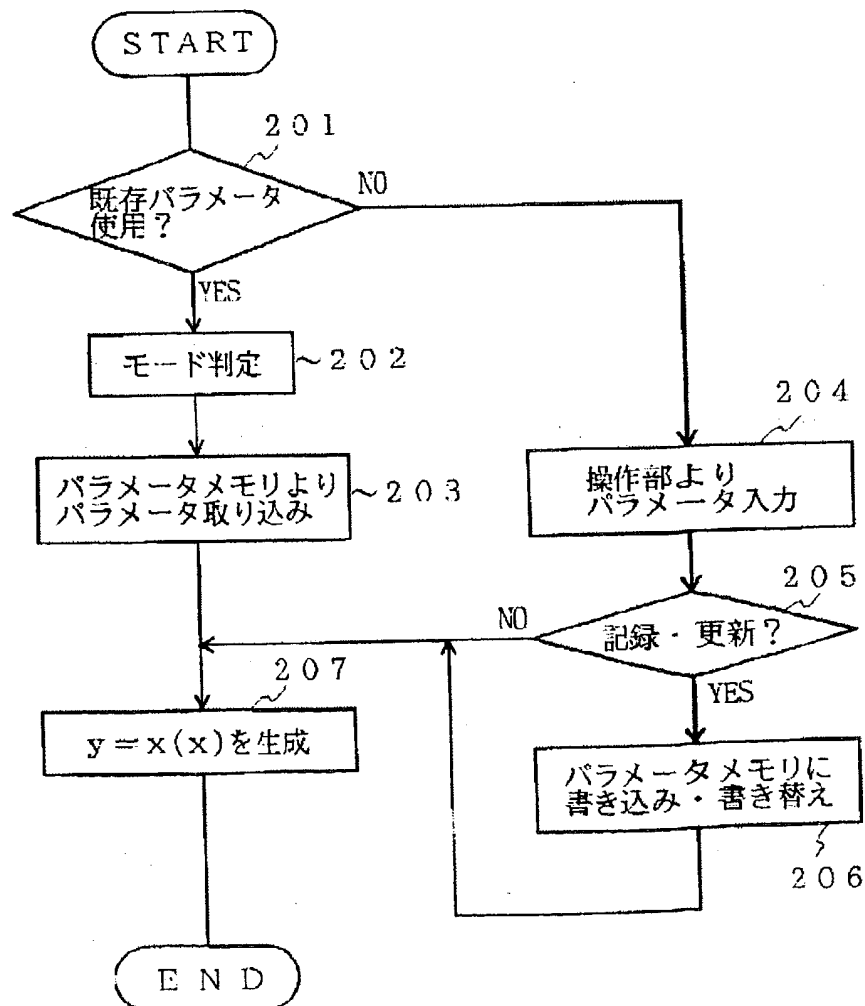 START
201
既存パラメータ
使用？
NO
YES
モード判定
~202
パラメータメモリより
パラメータ取り込み
~203
204
操作部より
パラメータ入力
205
記録・更新？
NO
YES
パラメータメモリに
書き込み・書き替え
206
207
y＝x(x)を生成
END